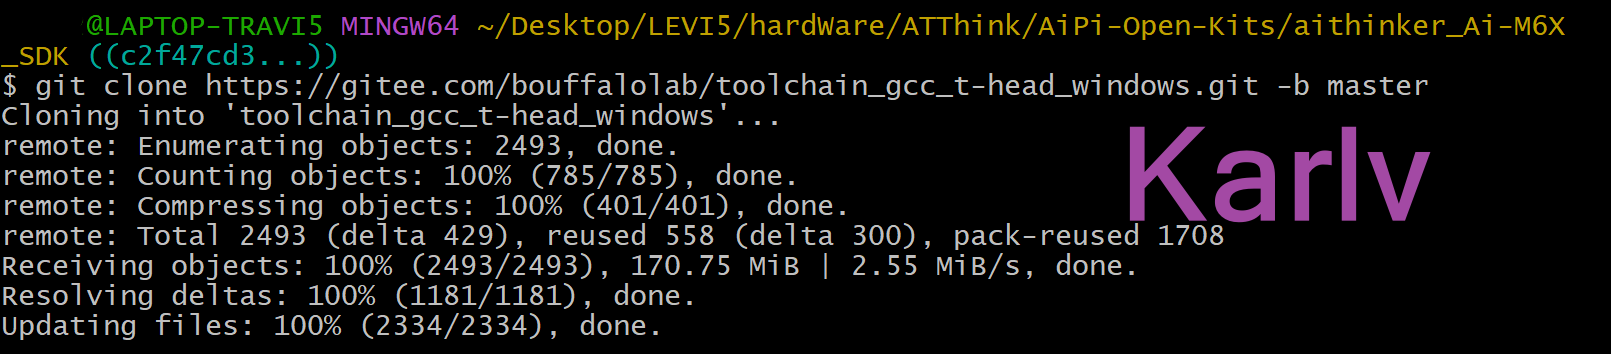 @LAPTOP-TRAVI5 MINGW64 ~/Desktop/LEVI5/hardWare/ATThink/AiPi-Open-Kits/aithinker_Ai-M6X
_SDK ((c2f47cd3...))
$ git clone https://gitee.com/bouffalolab/toolchain_gcc_t-head_windows.git -b master
Cloning into 'toolchain_gcc_t-head_windows'...
remote: Enumerating objects: 2493, done.
remote: Counting objects: 100% (785/785), done.
remote: Compressing objects: 100% (401/401), done.
remote: Total 2493 (delta 429), reused 558 (delta 300), pack-reused 1708
Receiving objects: 100% (2493/2493), 170.75 MiB | 2.55 MiB/s, done.
Resolving deltas: 100% (1181/1181), done.
Updating files: 100% (2334/2334), done.
Karlv